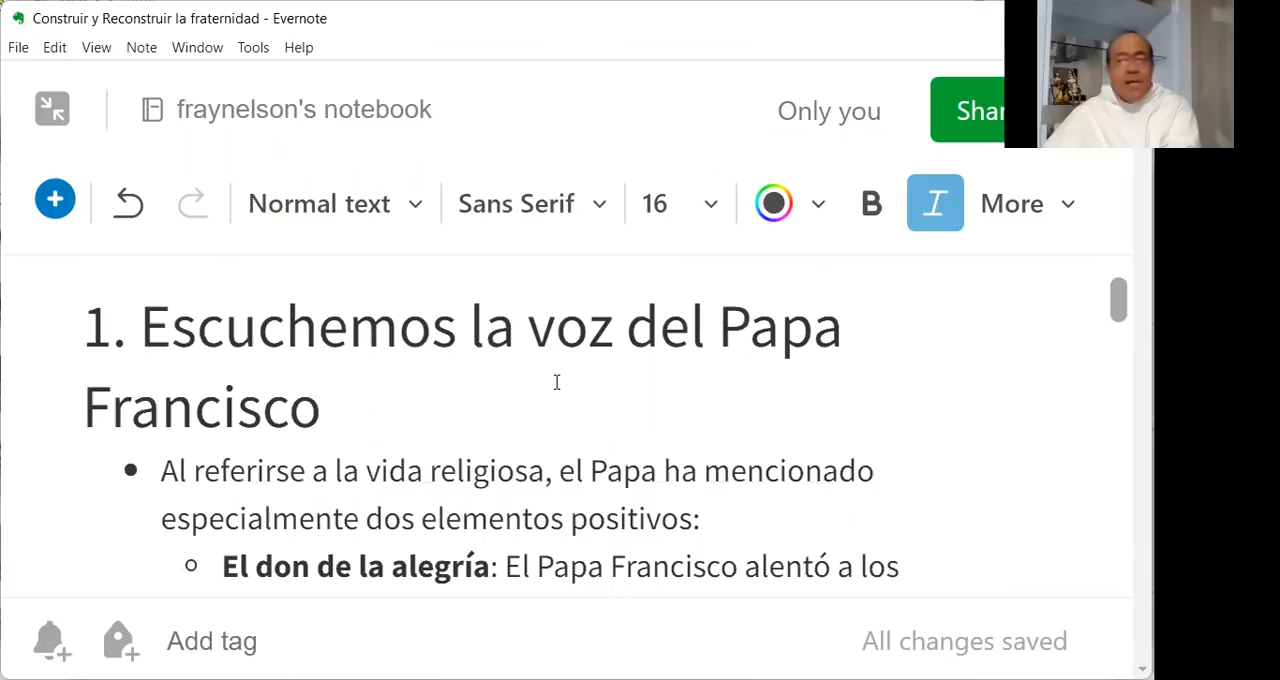 Construir y Reconstruir la fraternidad - Evernote
File Edit View Note Window Tools Help
fraynelson's notebook
Only you
Shar
Normal text
Sans Serif
16
B
I
More
1. Escuchemos la voz del Papa
Francisco
Al referirse a la vida religiosa, el Papa ha mencionado
especialmente dos elementos positivos:
El don de la alegría: El Papa Francisco alentó a los
Add tag
All changes saved